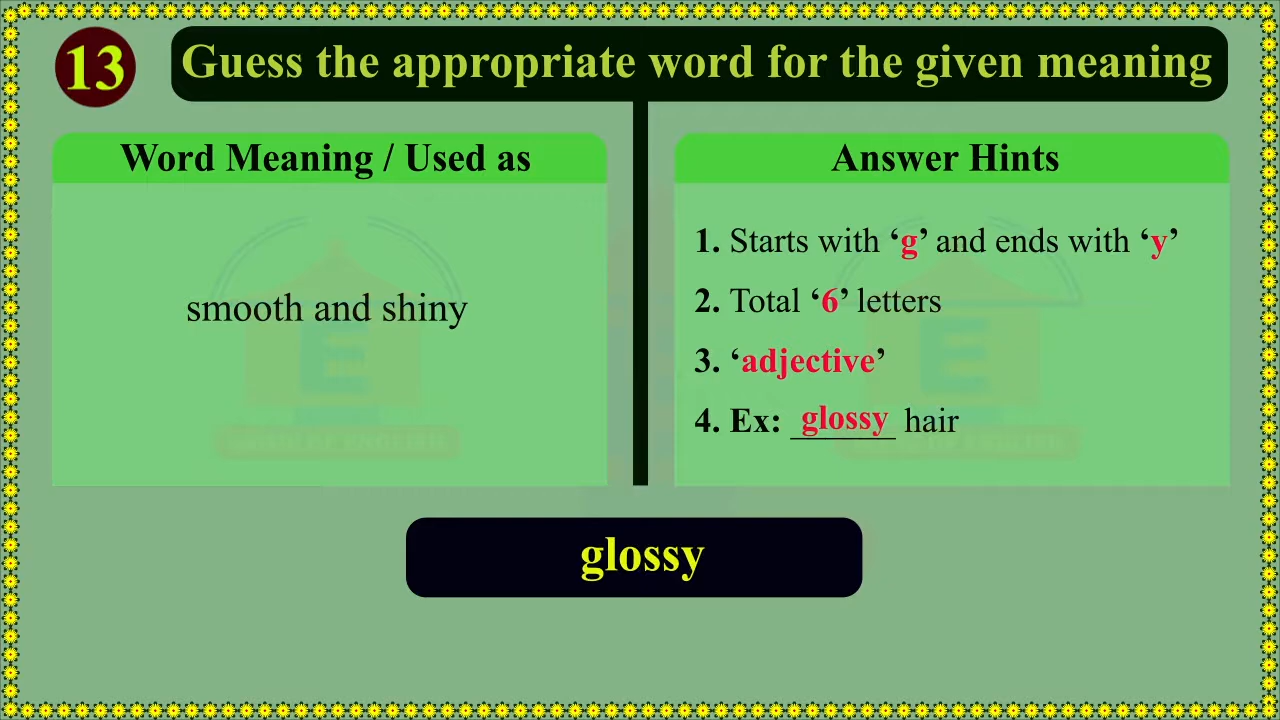 13
Guess the appropriate word for the given meaning
Word Meaning / Used as
smooth and shiny
Answer Hints
1. Starts with ‘g’ and ends with ‘y’
2. Total ‘6’ letters
3. ‘adjective’
4. Ex: glossy hair
glossy